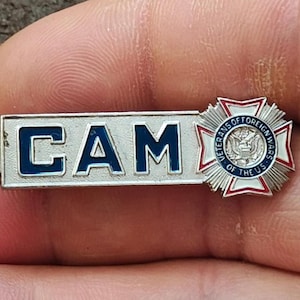 CAM
VETERANS OF FOREIGN WARS
OF THE U.S.